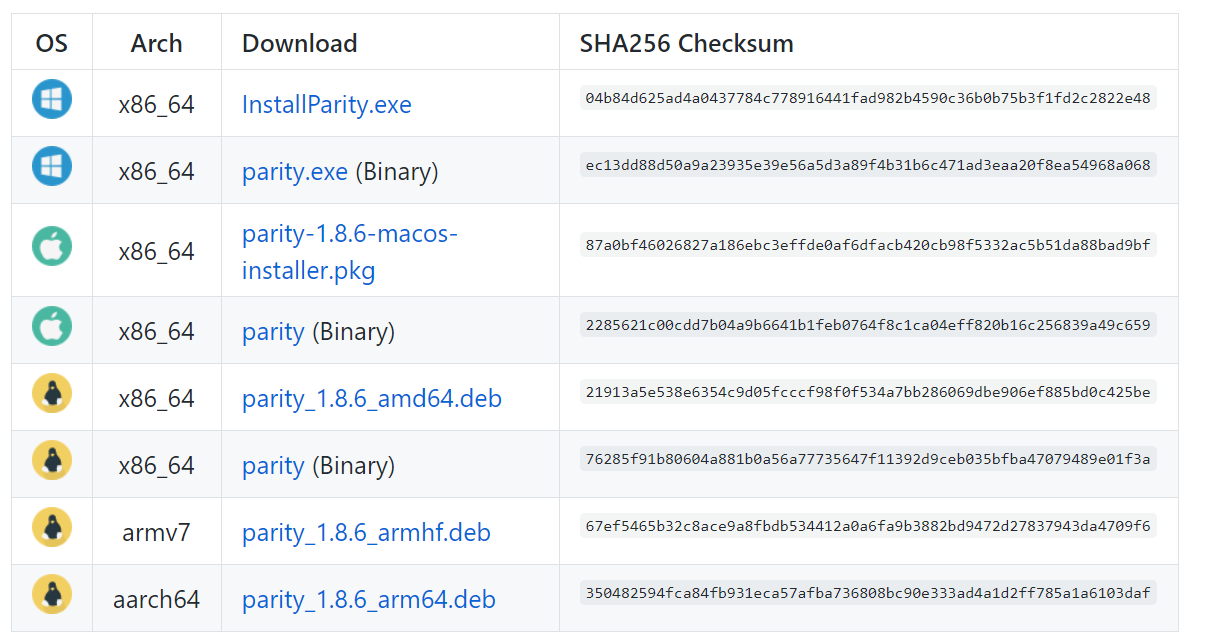 OS Arch Download SHA256 Checksum
x86_64 InstallParity.exe 04b84d625ad4a0437784c778916441fad982b4590c36b0b75b3f1fd2c2822e48
x86_64 parity.exe (Binary) ec13dd88d50a9a23935e39e56a5d3a89f4b31b6c471ad3eaa20f8ea54968a068
x86_64 parity-1.8.6-macos-
installer.pkg 87a0bf46026827a186ebc3effde0af6dfacb420cb98f5332ac5b51da88bad9bf
x86_64 parity (Binary) 2285621c00cdd7b04a9b6641b1feb0764f8c1ca04eff820b16c256839a49c659
x86_64 parity_1.8.6_amd64.deb 21913a5e538e6354c9d05fcccf98f0f534a7bb286069dbe906ef885bd0c425be
x86_64 parity (Binary) 76285f91b80604a881b0a56a77735647f11392d9ceb035bfba47079489e01f3a
armv7 parity_1.8.6_armhf.deb 67ef5465b32c8ace9a8fbdb534412a0a6fa9b3882bd9472d27837943da4709f6
aarch64 parity_1.8.6_arm64.deb 350482594fca84fb931eca57afba736808bc90e333ad4a1d2ff785a1a6103daf